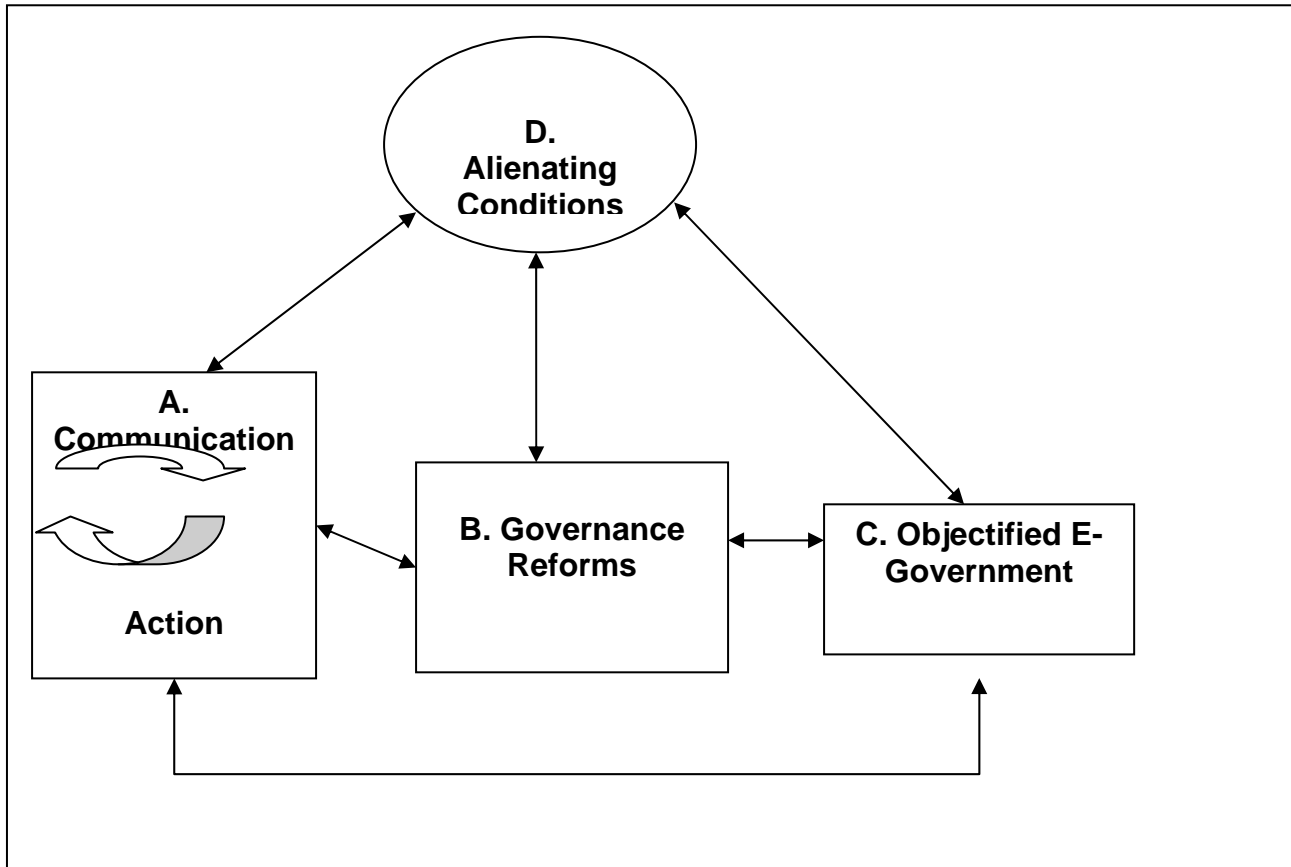 D.
Alienating
Conditions
A.
Communication
Action
B. Governance
Reforms
C. Objectified E-
Government